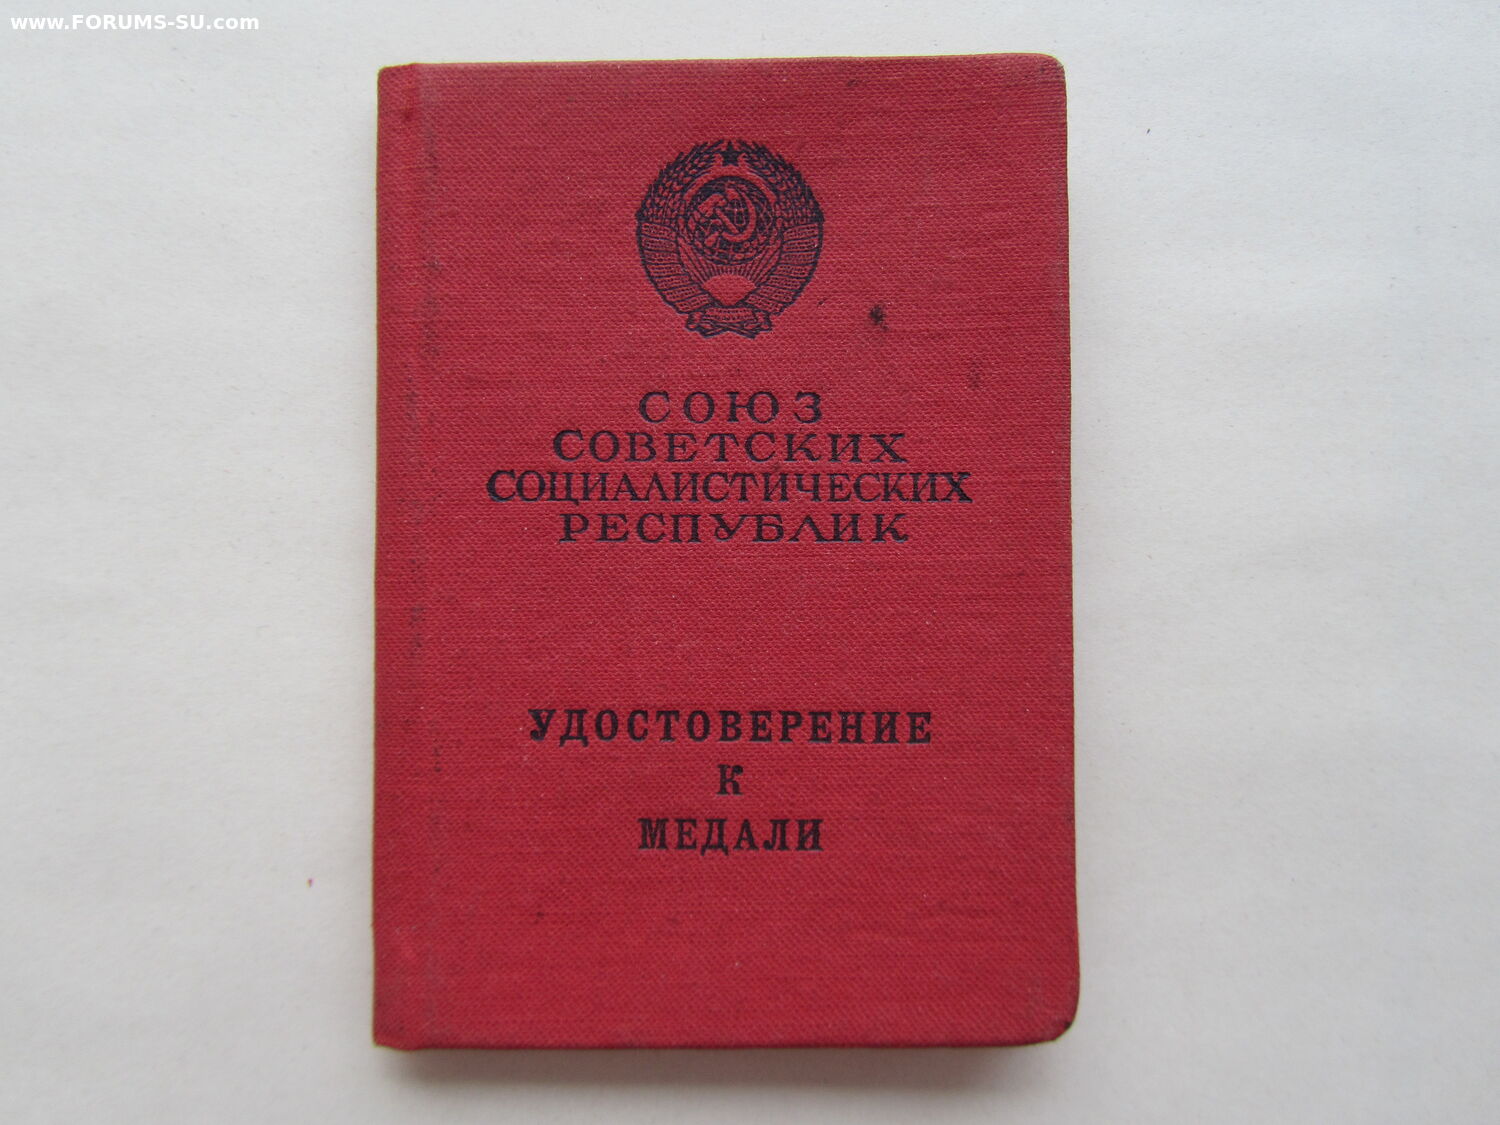 www.FORUMS-SU.com
СОЮЗ
СОВЕТСКИХ
СОЦИАЛИСТИЧЕСКИХ
РЕСПУБЛИК
УДОСТОВЕРЕНИЕ
К
МЕДАЛИ